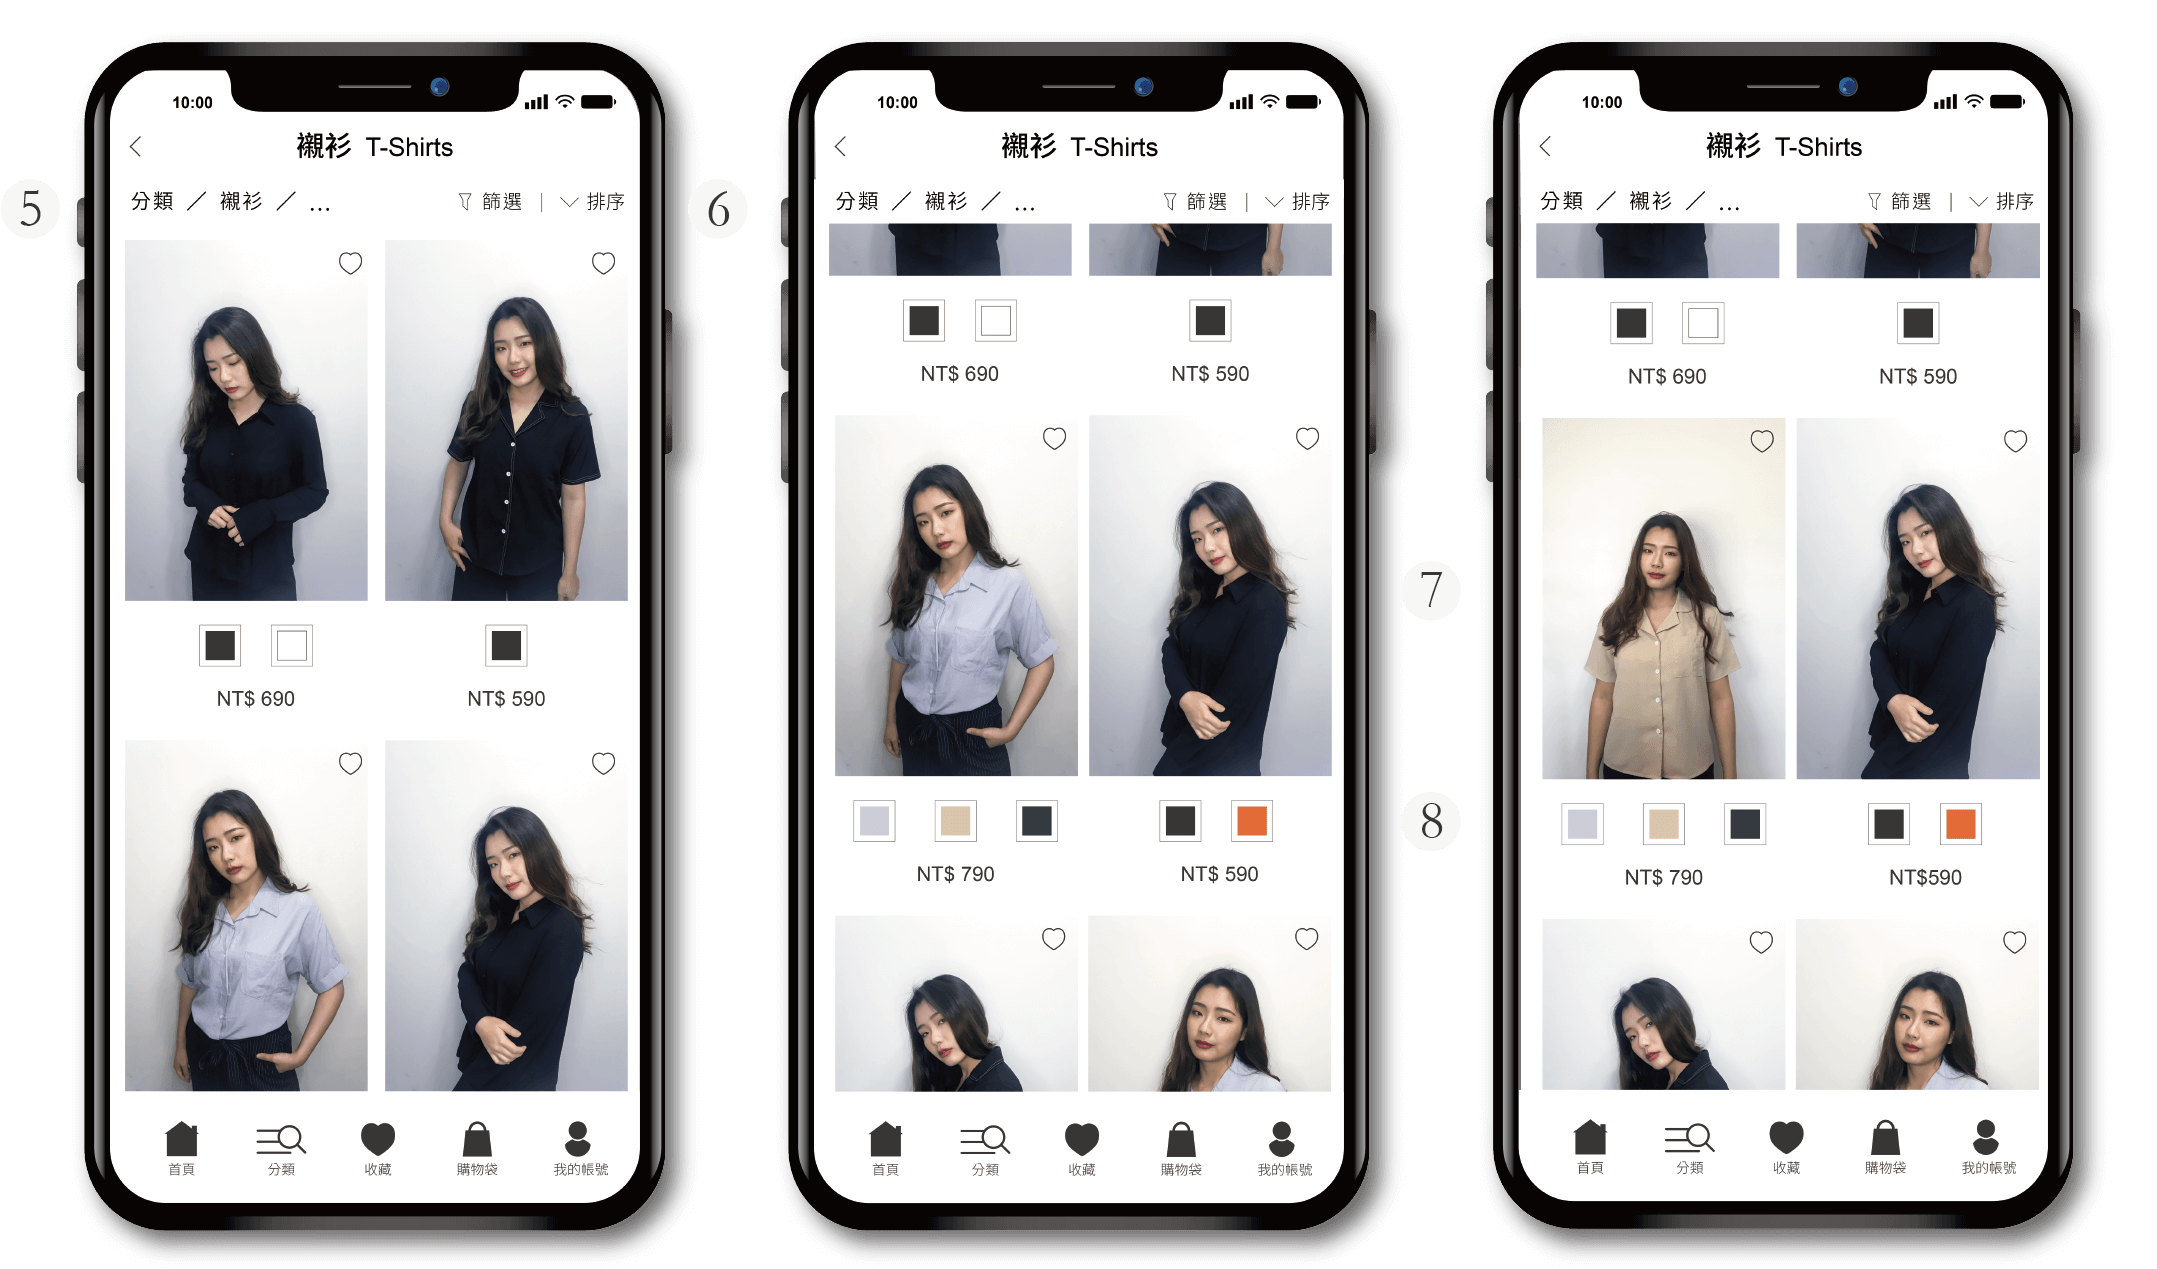 5
10:00
襯衫 T-Shirts
分類 ／ 襯衫 ／ ...
篩選 | 排序
NT$ 690
NT$ 590
首頁
分類
收藏
購物袋
我的帳號
6
10:00
襯衫 T-Shirts
分類 ／ 襯衫 ／ ...
篩選 | 排序
NT$ 690
NT$ 590
NT$ 790
NT$ 590
首頁
分類
收藏
購物袋
我的帳號
7
8
10:00
襯衫 T-Shirts
分類 ／ 襯衫 ／ ...
篩選 | 排序
NT$ 690
NT$ 590
NT$ 790
NT$590
首頁
分類
收藏
購物袋
我的帳號